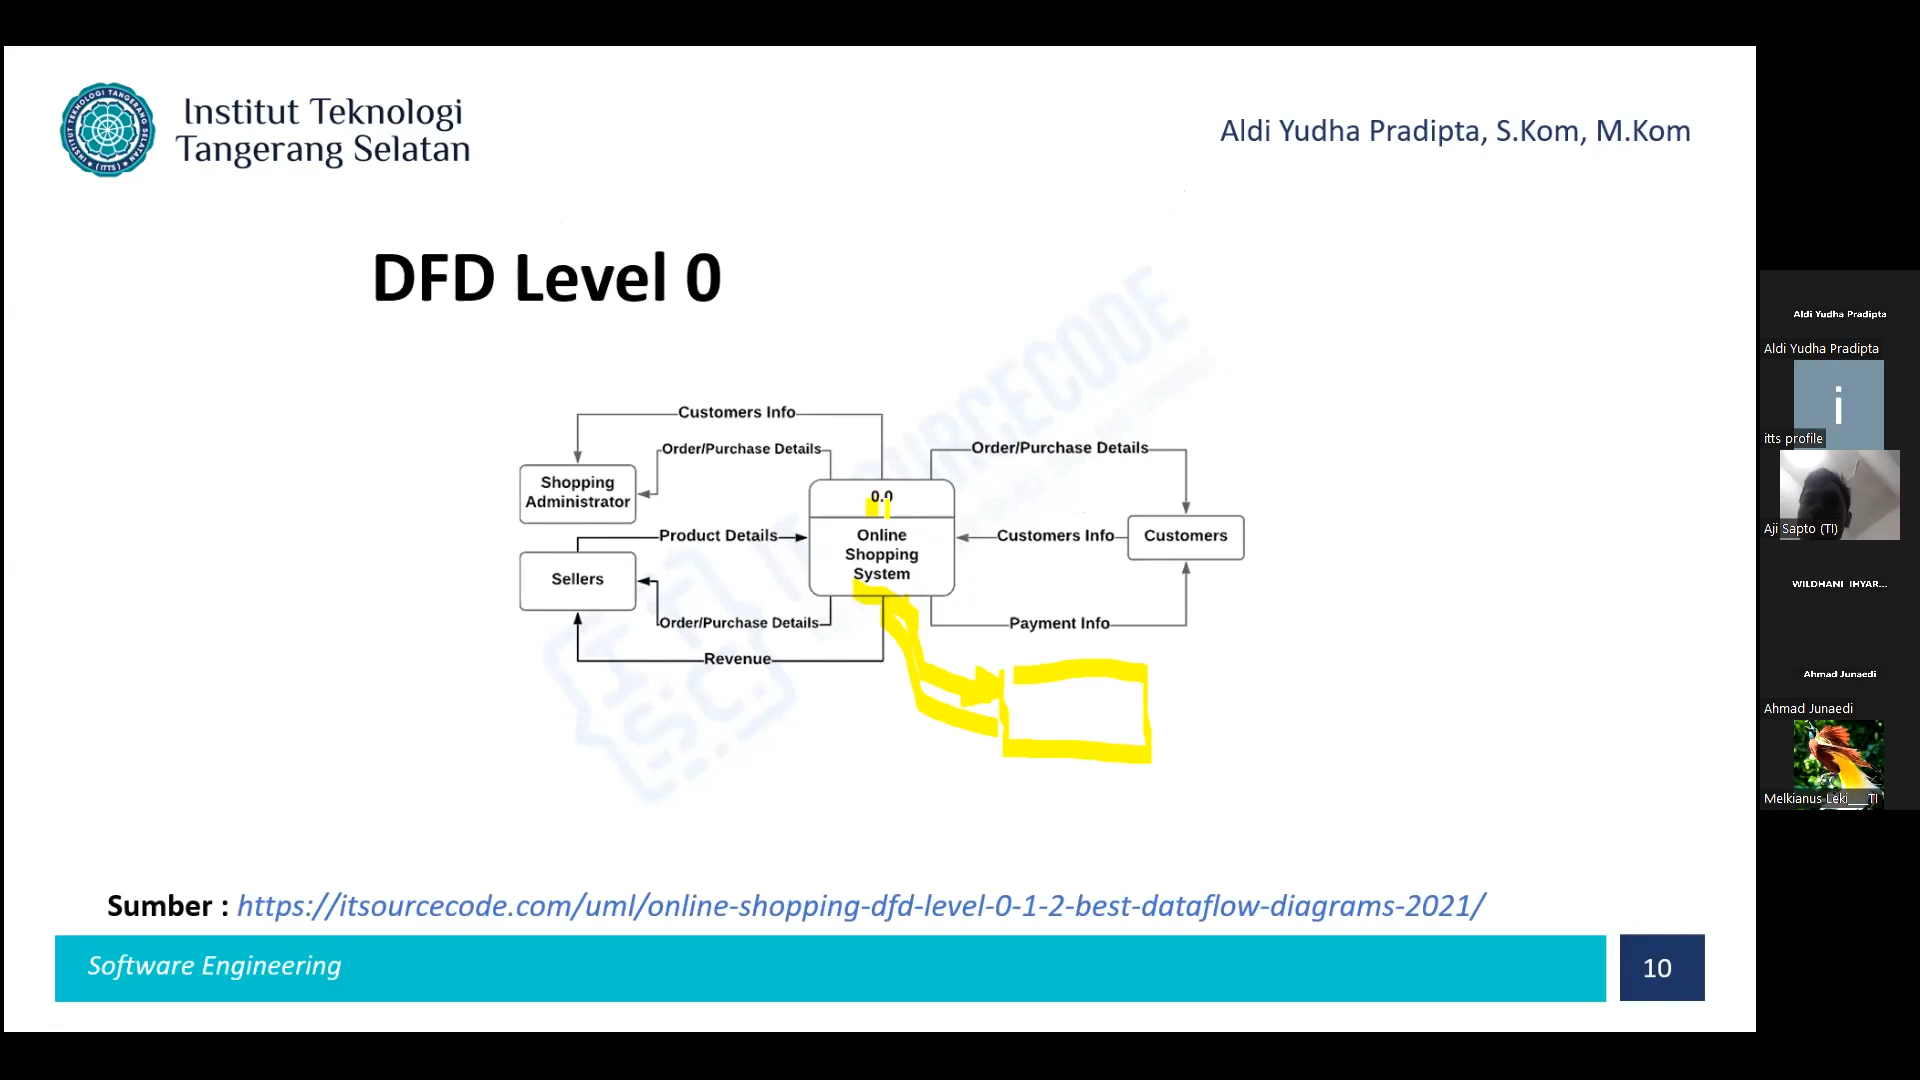 Institut Teknologi
Tangerang Selatan
Aldi Yudha Pradipta, S.Kom, M.Kom
DFD Level 0
Customers Info
Order/Purchase Details
Order/Purchase Details
Shopping
Administrator
0.0
Product Details
Online
Shopping
System
Customers Info
Customers
Sellers
Order/Purchase Details
Payment Info
Revenue
Sumber : https://itsourcecode.com/uml/online-shopping-dfd-level-0-1-2-best-dataflow-diagrams-2021/
Software Engineering
10
Aldi Yudha Pradipta
Aldi Yudha Pradipta
i
itts profile
Aji Sapto (TI)
WILDHANI IHYAR...
Ahmad Junaedi
Ahmad Junaedi
Melkianus Leki___TI